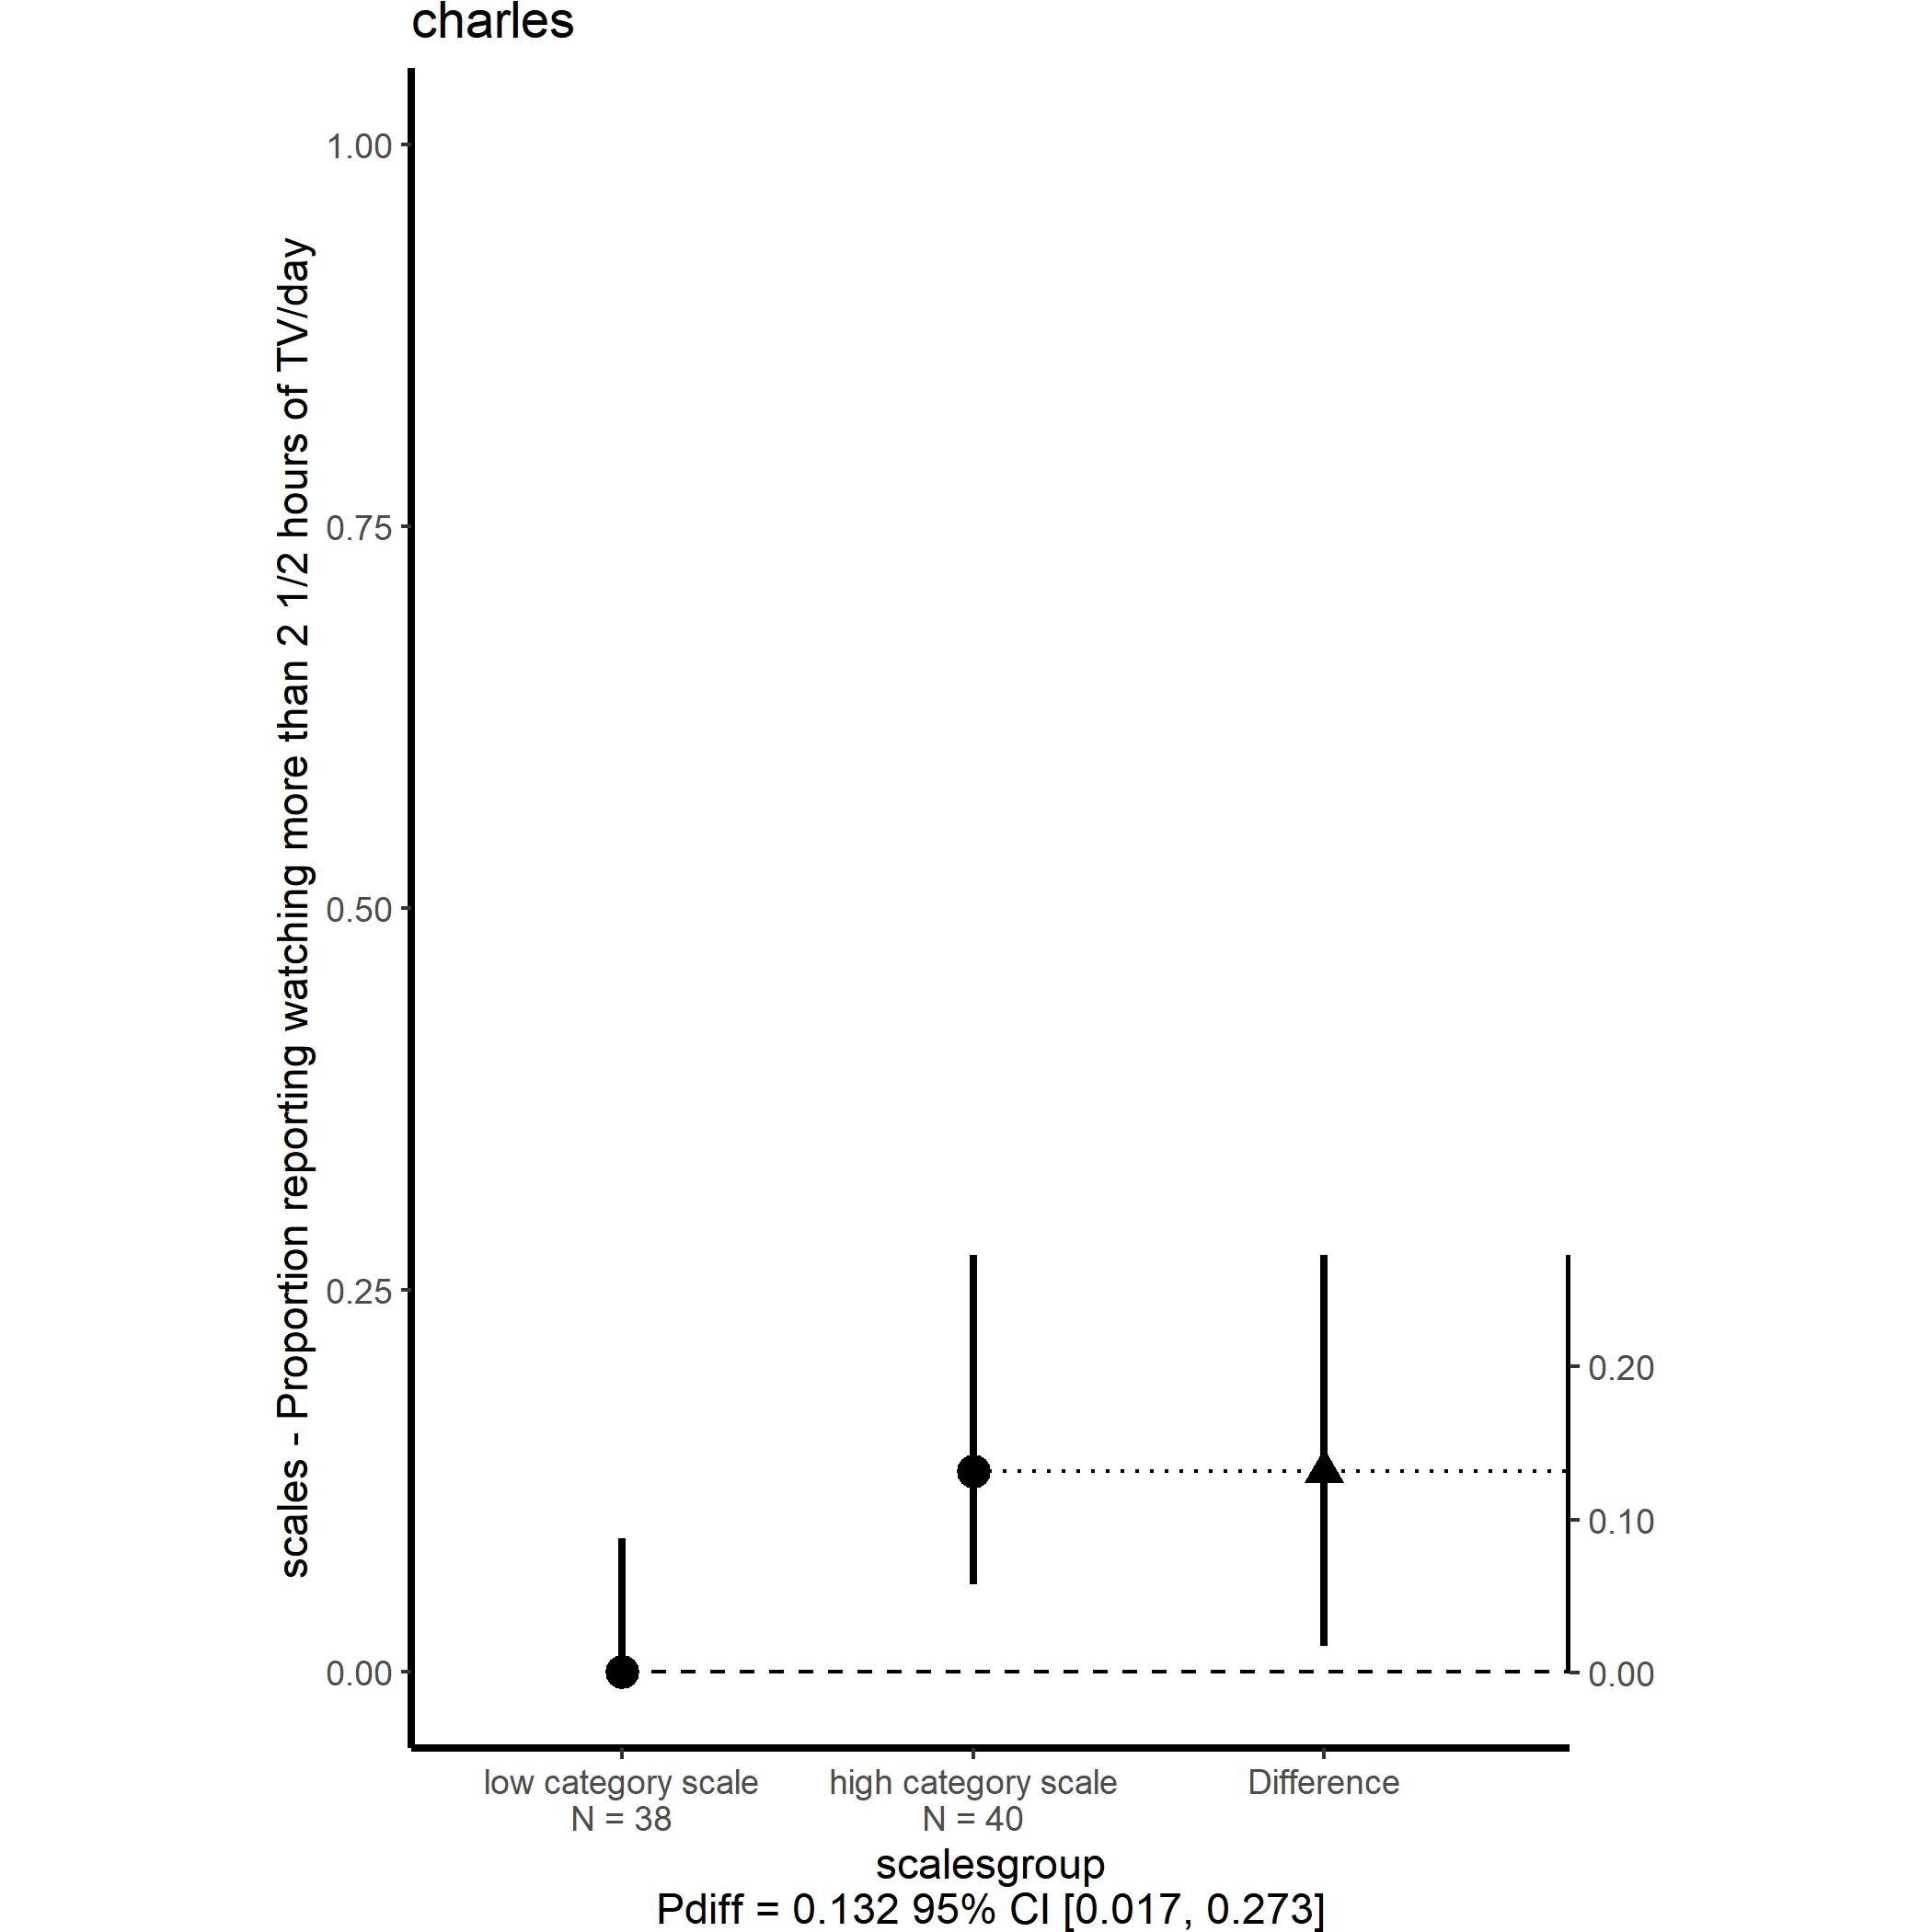 charles
scales - Proportion reporting watching more than 2 1/2 hours of TV/day
1.00
0.75
0.50
0.25
0.00
0.20
0.10
0.00
low category scale
N = 38
high category scale
N = 40
Difference
scalesgroup
Pdiff = 0.132 95% CI [0.017, 0.273]